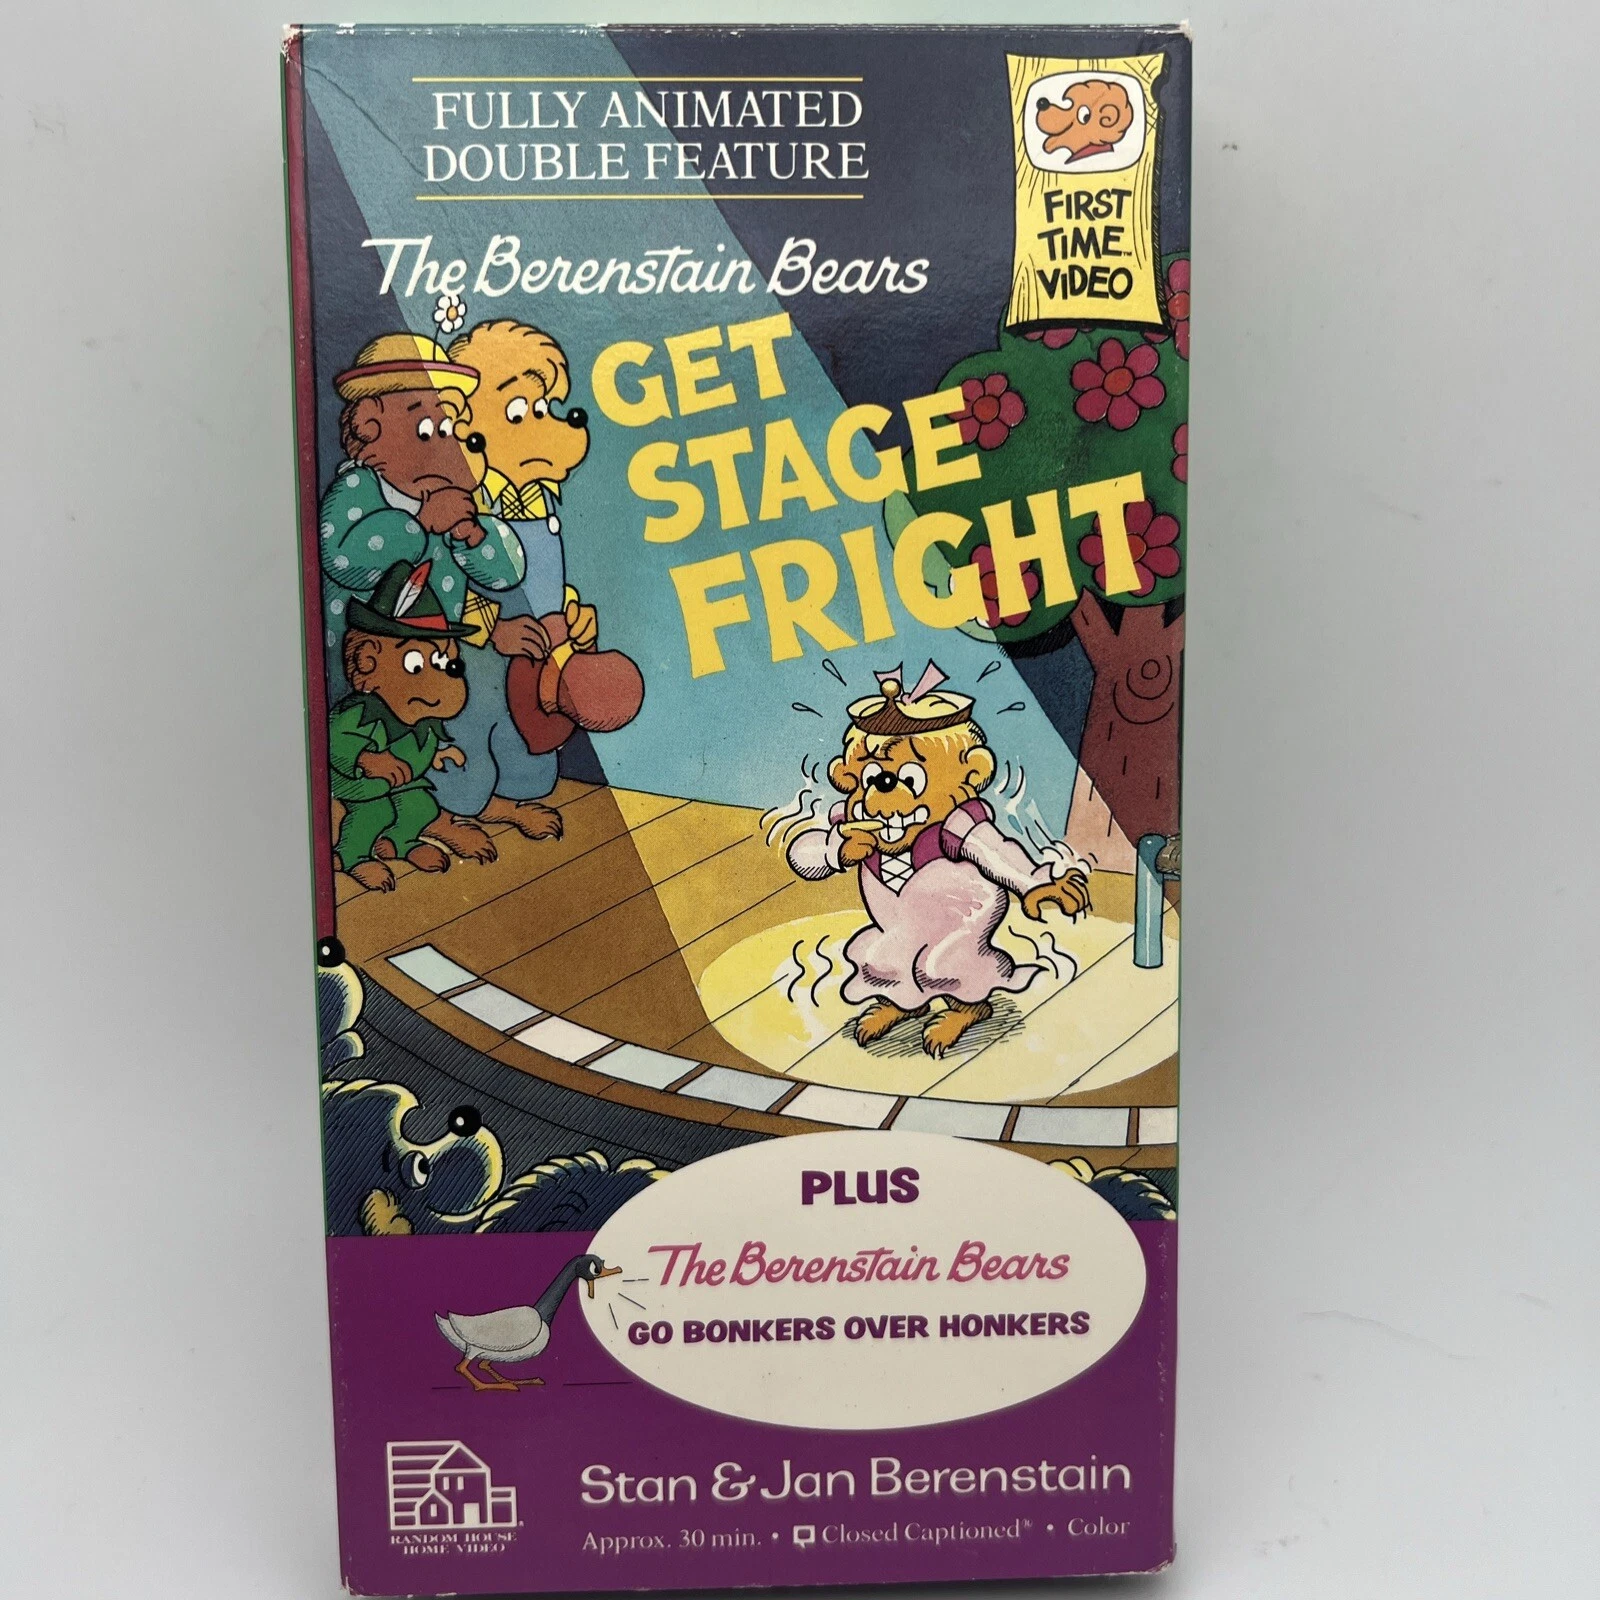 FULLY ANIMATED
DOUBLE FEATURE
FIRST
TIME™
VIDEO
The Berenstain Bears
GET
STAGE
FRIGHT
PLUS
The Berenstain Bears
GO BONKERS OVER HONKERS
Stan & Jan Berenstain
RANDOM HOUSE
HOME VIDEO
Approx. 30 min. • Closed Captioned® • Color